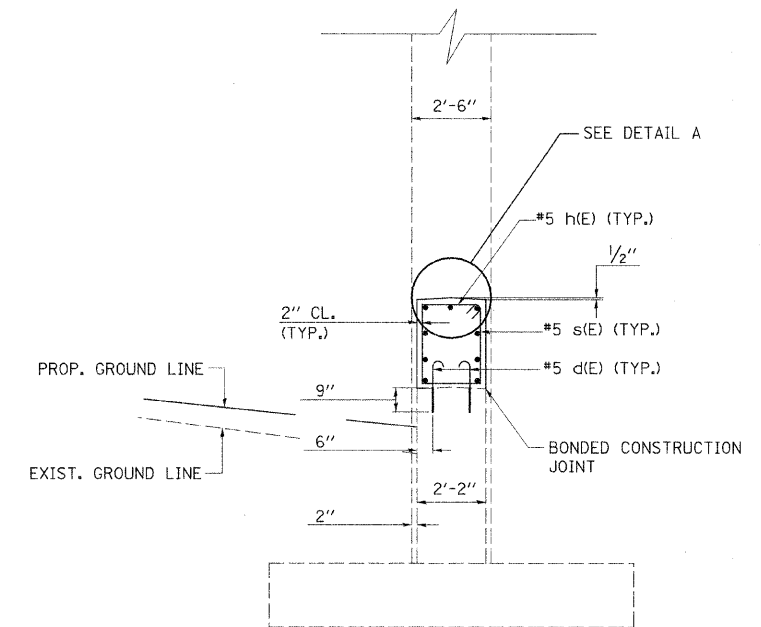 2'-6"
SEE DETAIL A
#5 h(E) (TYP.)
1/2"
2" CL.
(TYP.)
#5 s(E) (TYP.)
PROP. GROUND LINE
#5 d(E) (TYP.)
9"
6"
BONDED CONSTRUCTION
JOINT
EXIST. GROUND LINE
2'-2"
2"